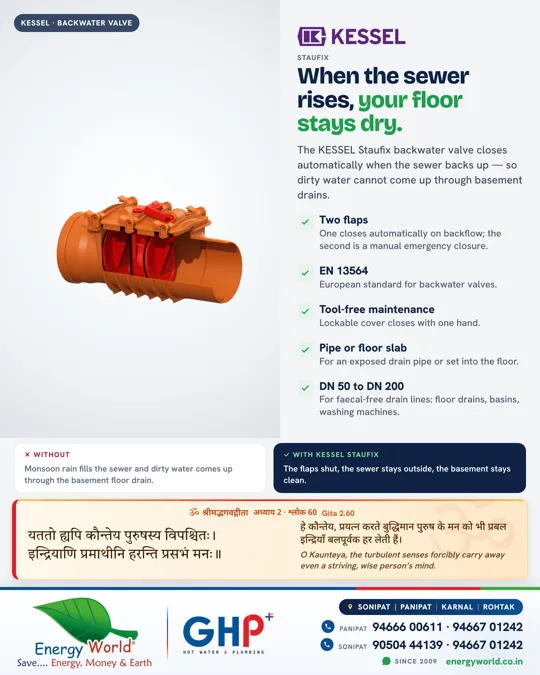 KESSEL · BACKWATER VALVE
KESSEL
STAUFIX
When the sewer
rises, your floor
stays dry.
The KESSEL Staufix backwater valve closes
automatically when the sewer backs up — so
dirty water cannot come up through basement
drains.
Two flaps
One closes automatically on backflow; the
second is a manual emergency closure.
EN 13564
European standard for backwater valves.
Tool-free maintenance
Lockable cover closes with one hand.
Pipe or floor slab
For an exposed drain pipe or set into the floor.
DN 50 to DN 200
For faecal-free drain lines: floor drains, basins,
washing machines.
✕ WITHOUT
Monsoon rain fills the sewer and dirty water comes up
through the basement floor drain.
✓ WITH KESSEL STAUFIX
The flaps shut, the sewer stays outside, the basement stays
clean.
ॐ श्रीमद्भगवद्गीता अध्याय 2 · श्लोक 60 Gita 2.60
यततो ह्यपि कौन्तेय पुरुषस्य विपश्चितः।
इन्द्रियाणि प्रमाथीनि हरन्ति प्रसभं मनः॥
हे कौन्तेय, प्रयत्न करते बुद्धिमान पुरुष के मन को भी प्रबल
इन्द्रियाँ बलपूर्वक हर लेती हैं।
O Kaunteya, the turbulent senses forcibly carry away
even a striving, wise person's mind.
Energy World®
Save.... Energy, Money & Earth
GHP+
HOT WATER & PLUMBING
SONIPAT | PANIPAT | KARNAL | ROHTAK
PANIPAT 94666 00611 · 94667 01242
SONIPAT 90504 44139 · 94667 01242
SINCE 2009 energyworld.co.in